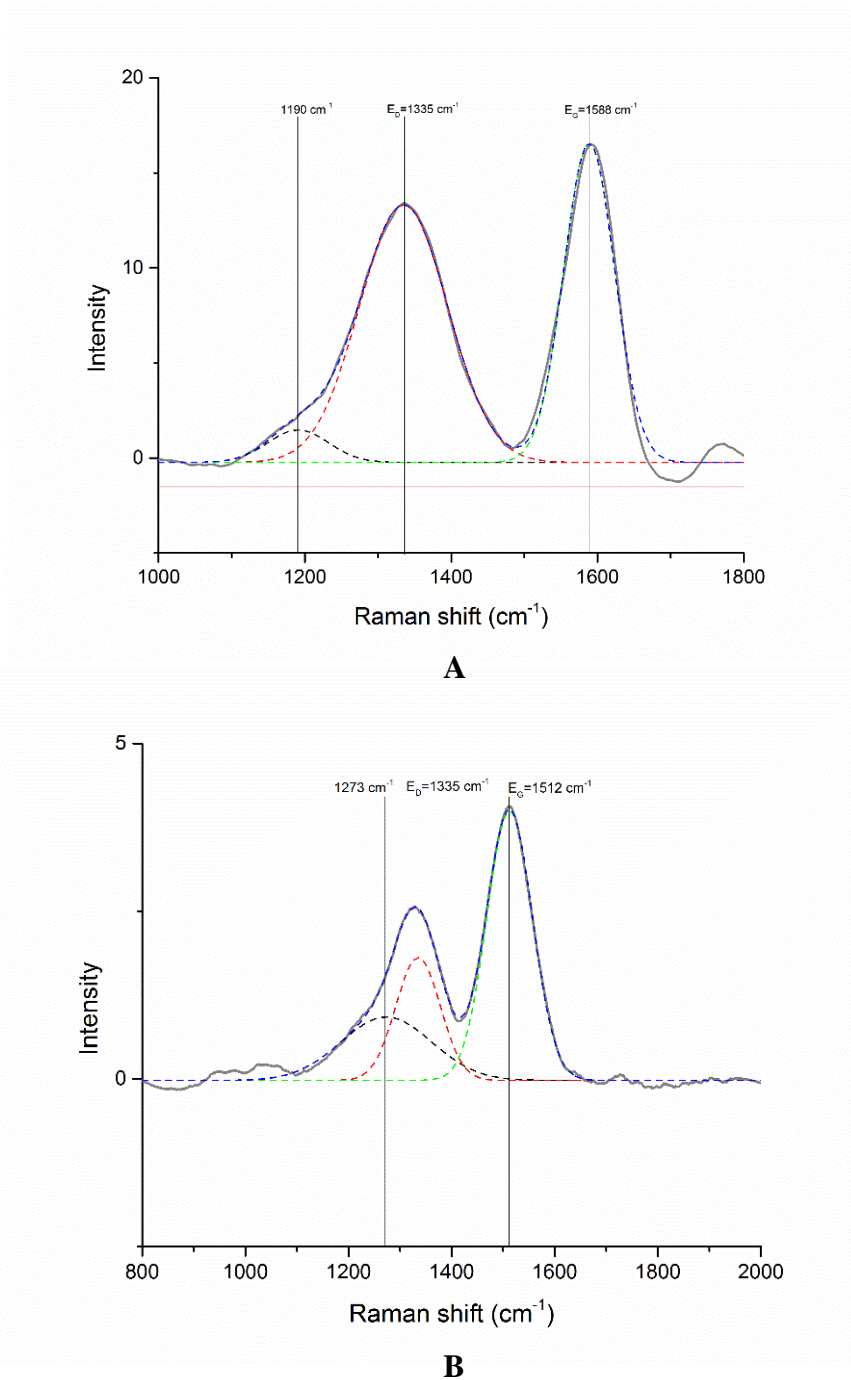 20
1190 cm⁻¹ E_D=1335 cm⁻¹ E_G=1588 cm⁻¹
10
Intensity
0
1000 1200 1400 1600 1800
Raman shift (cm⁻¹)
A
5
1273 cm⁻¹ E_D=1335 cm⁻¹ E_G=1512 cm⁻¹
Intensity
0
800 1000 1200 1400 1600 1800 2000
Raman shift (cm⁻¹)
B